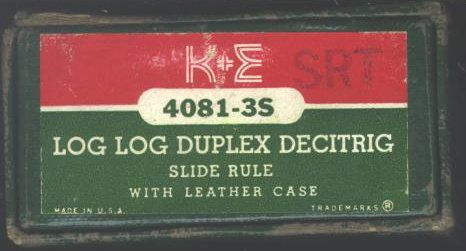 K+E SRT
4081-3S
LOG LOG DUPLEX DECITRIG
SLIDE RULE
WITH LEATHER CASE
MADE IN U.S.A. TRADEMARKS ®